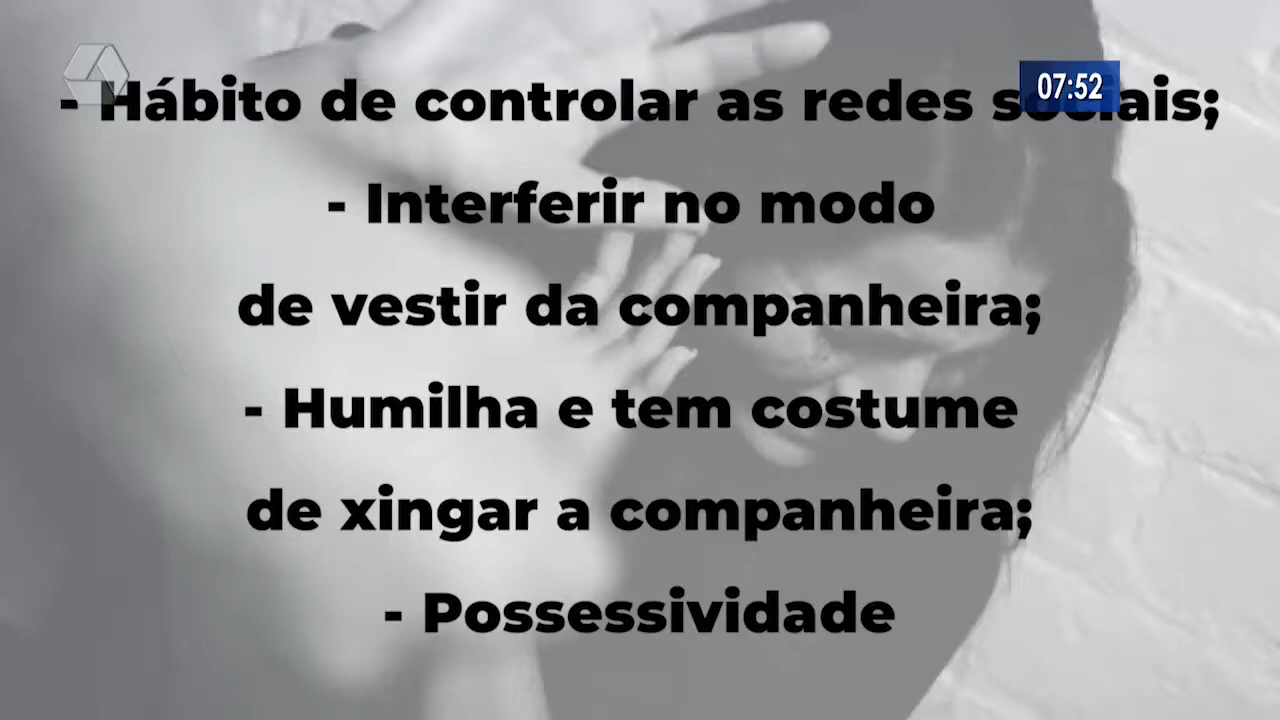 - Hábito de controlar as redes sociais;
07:52
- Interferir no modo
de vestir da companheira;
- Humilha e tem costume
de xingar a companheira;
- Possessividade